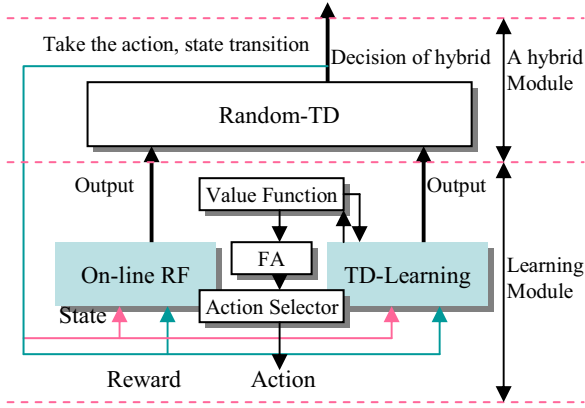 Take the action, state transition
Decision of hybrid
A hybrid
Module
Random-TD
Output
Value Function
Output
On-line RF
FA
TD-Learning
Learning
Module
State
Action Selector
Reward
Action